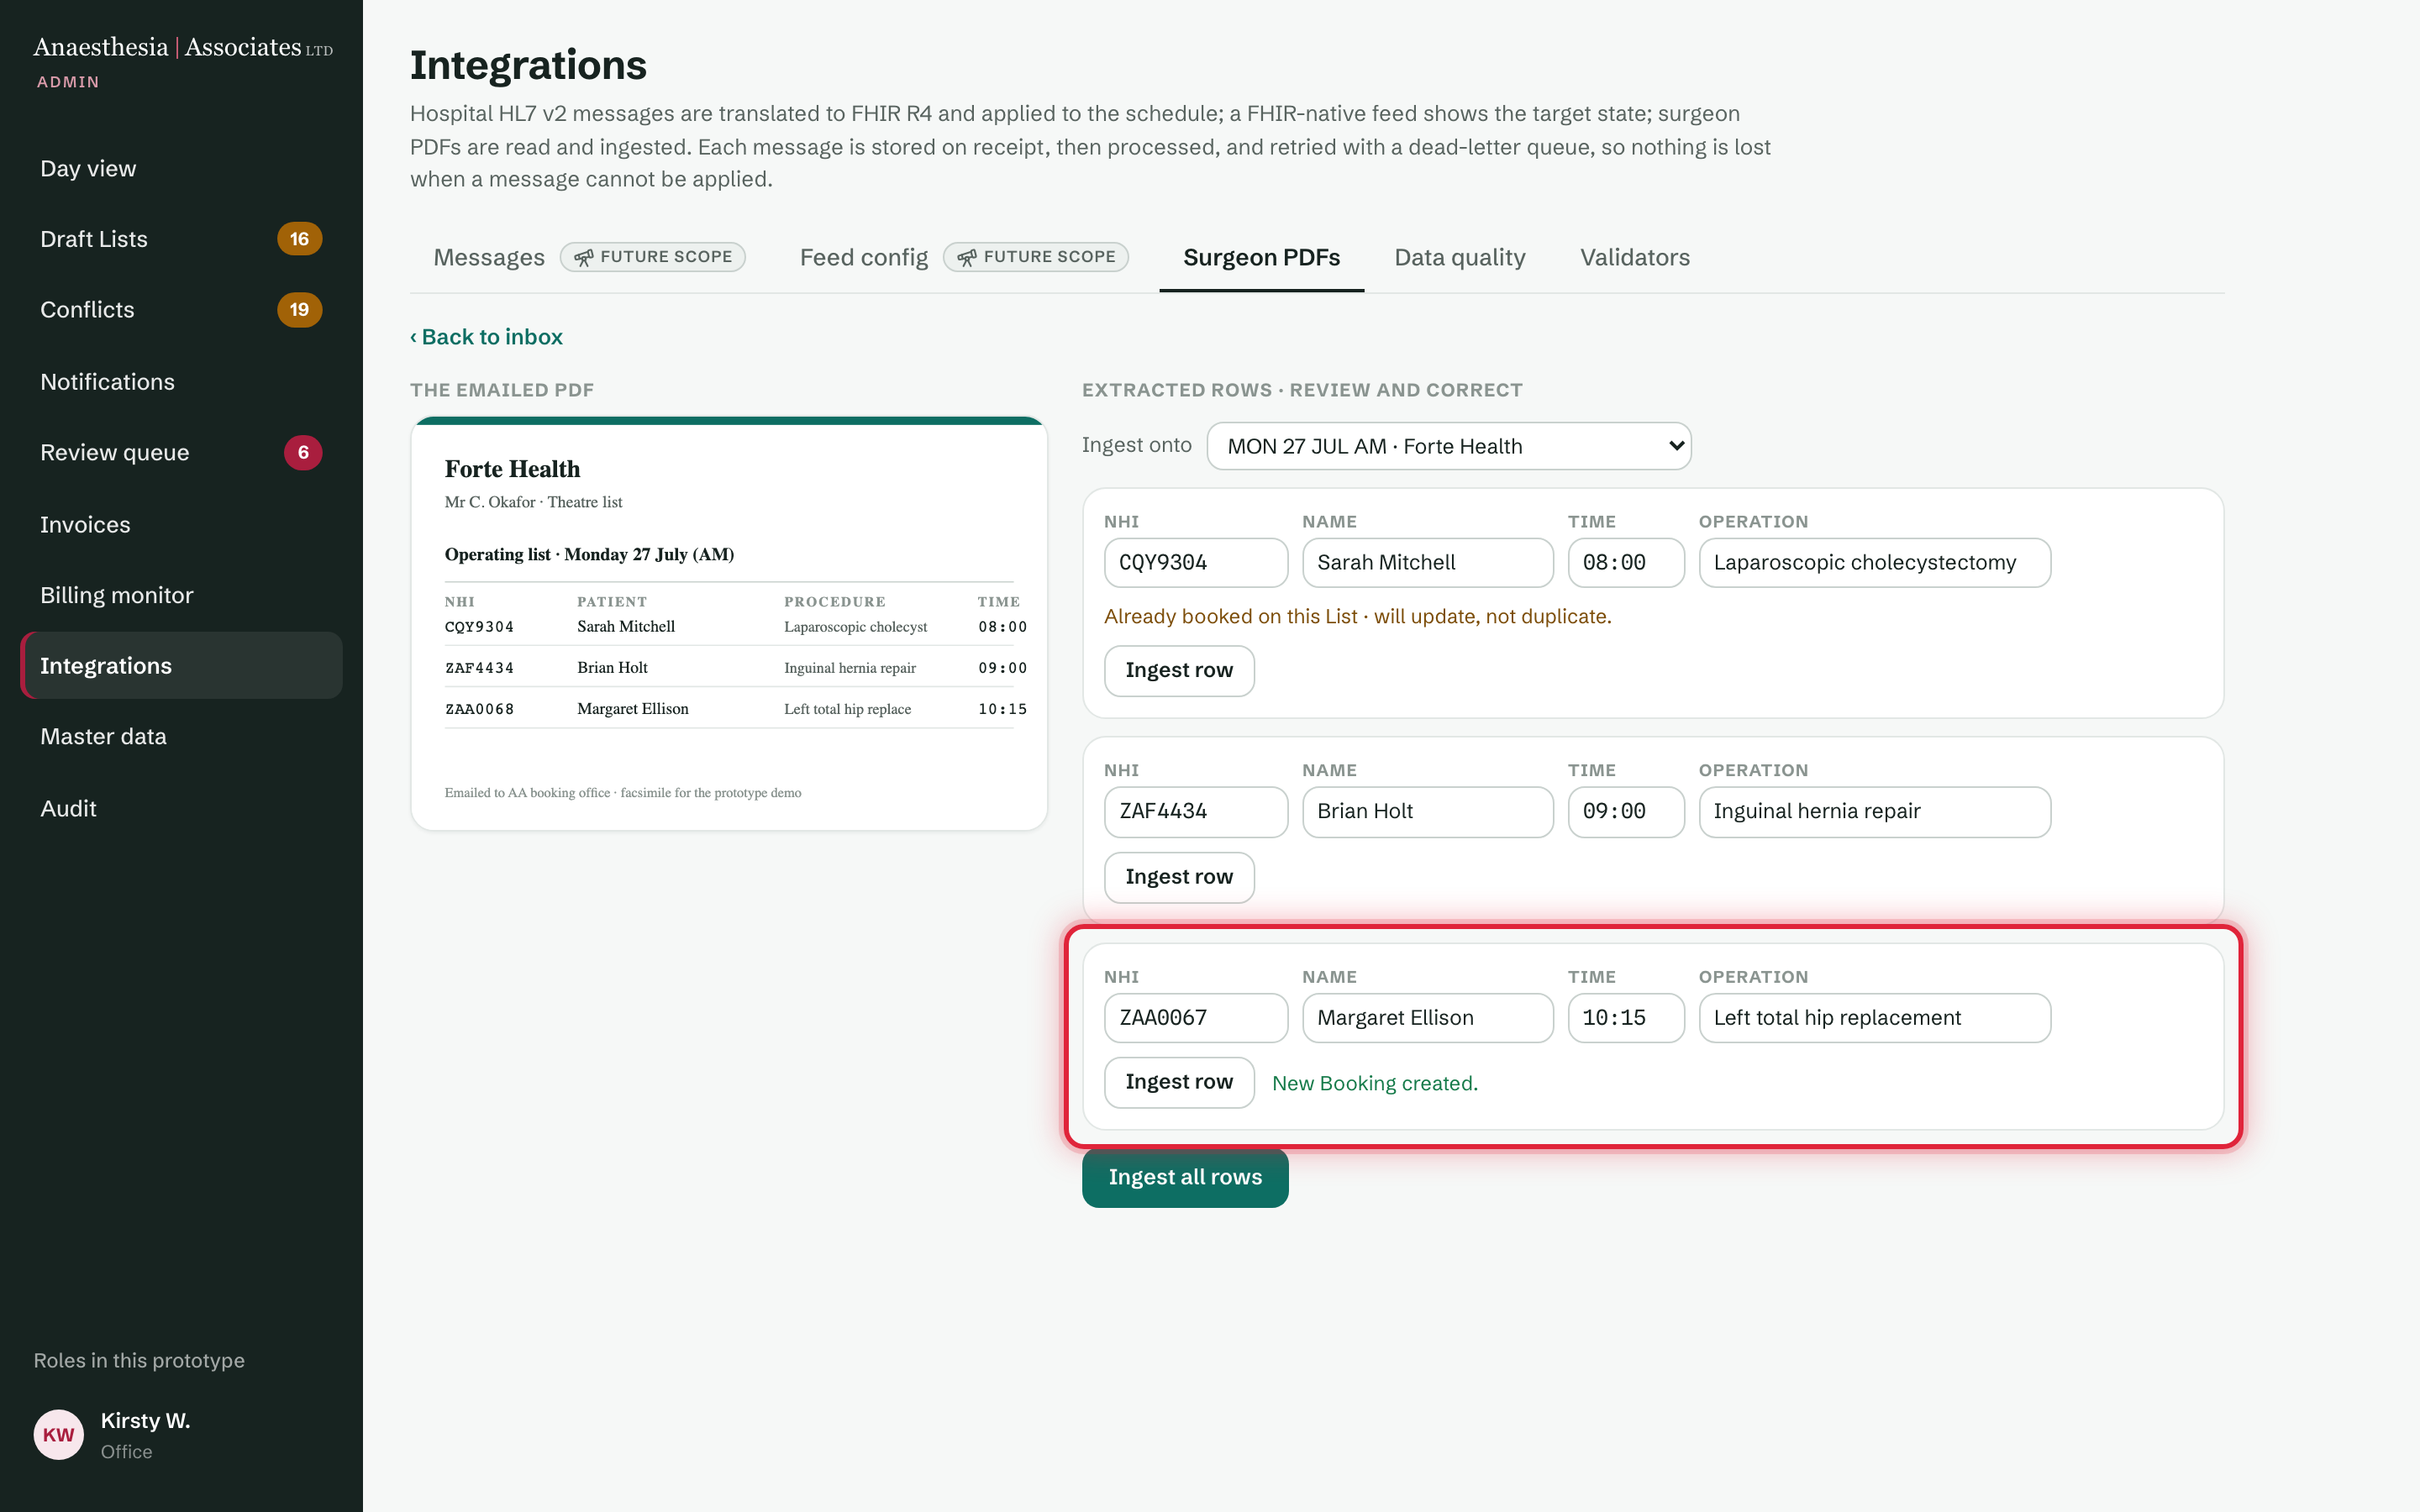 Anaesthesia | Associates LTD
ADMIN
Day view
Draft Lists 16
Conflicts 19
Notifications
Review queue 6
Invoices
Billing monitor
Integrations
Master data
Audit
Roles in this prototype
KW Kirsty W.
Office
Integrations
Hospital HL7 v2 messages are translated to FHIR R4 and applied to the schedule; a FHIR-native feed shows the target state; surgeon
PDFs are read and ingested. Each message is stored on receipt, then processed, and retried with a dead-letter queue, so nothing is lost
when a message cannot be applied.
Messages FUTURE SCOPE Feed config FUTURE SCOPE Surgeon PDFs Data quality Validators
‹ Back to inbox
THE EMAILED PDF
Forte Health
Mr C. Okafor · Theatre list
Operating list · Monday 27 July (AM)
NHI PATIENT PROCEDURE TIME
CQY9304 Sarah Mitchell Laparoscopic cholecyst 08:00
ZAF4434 Brian Holt Inguinal hernia repair 09:00
ZAA0068 Margaret Ellison Left total hip replace 10:15
Emailed to AA booking office · facsimile for the prototype demo
EXTRACTED ROWS · REVIEW AND CORRECT
Ingest onto MON 27 JUL AM · Forte Health
NHI NAME TIME OPERATION
CQY9304 Sarah Mitchell 08:00 Laparoscopic cholecystectomy
Already booked on this List · will update, not duplicate.
Ingest row
NHI NAME TIME OPERATION
ZAF4434 Brian Holt 09:00 Inguinal hernia repair
Ingest row
NHI NAME TIME OPERATION
ZAA0067 Margaret Ellison 10:15 Left total hip replacement
Ingest row New Booking created.
Ingest all rows